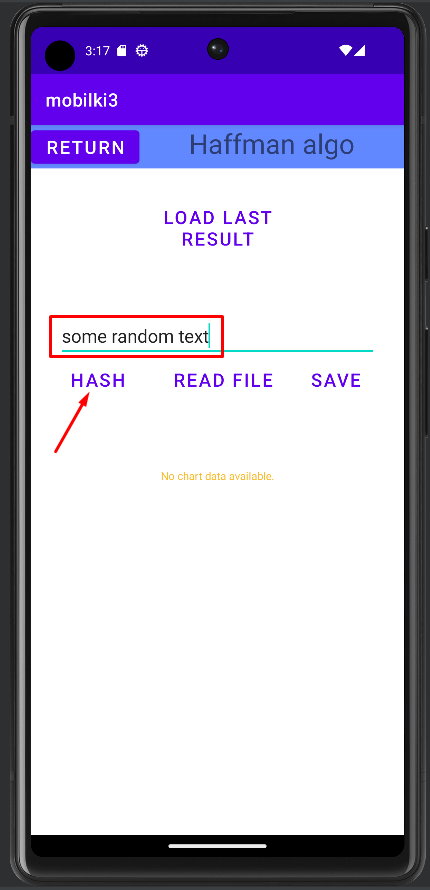 3:17
mobilki3
RETURN Haffman algo
LOAD LAST
RESULT
some random text
HASH READ FILE SAVE
No chart data available.